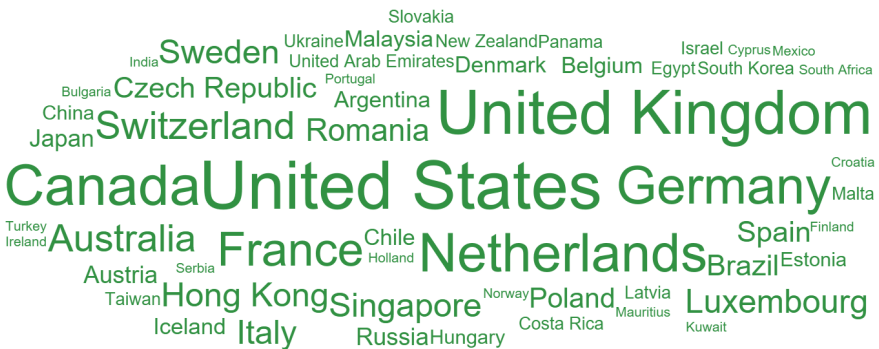 Slovakia
Ukraine Malaysia New Zealand Panama
Sweden Israel Cyprus Mexico
India United Arab Emirates Denmark Belgium Egypt South Korea South Africa
Bulgaria Czech Republic Portugal
China Switzerland Argentina United Kingdom
Japan Romania
Canada United States Germany Croatia
Malta
Turkey Australia France Chile Netherlands Spain Finland
Ireland Holland Brazil Estonia
Austria Serbia
Taiwan Hong Kong Singapore Norway Poland Latvia Luxembourg
Mauritius
Iceland Italy Russia Hungary Costa Rica Kuwait